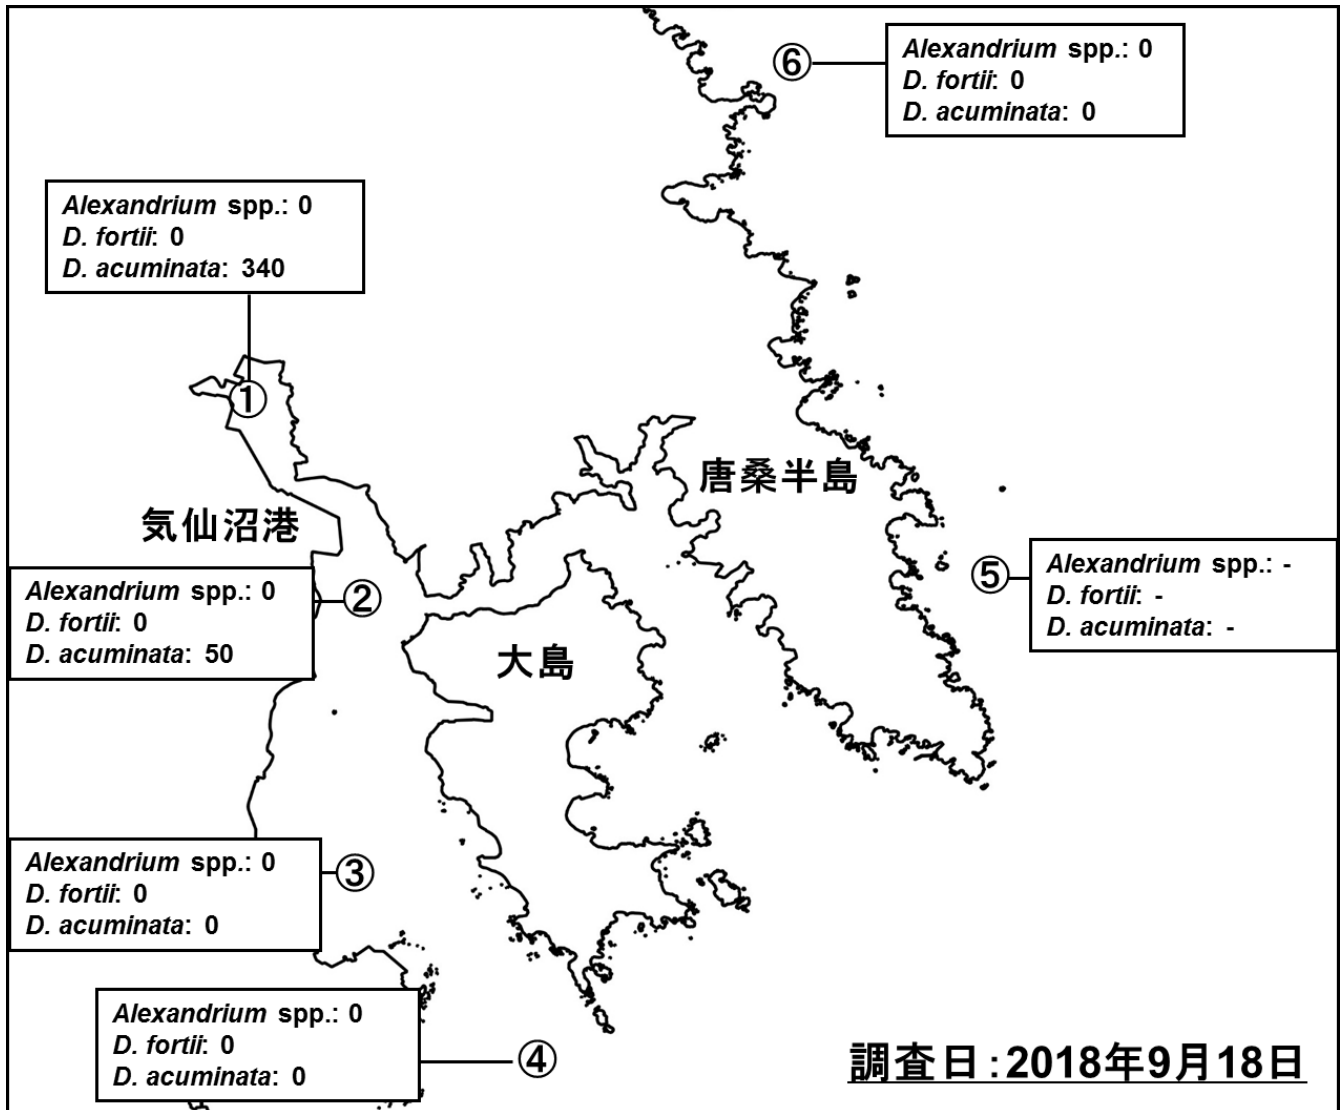 ⑥
Alexandrium spp.: 0
D. fortii: 0
D. acuminata: 0
Alexandrium spp.: 0
D. fortii: 0
D. acuminata: 340
①
唐桑半島
気仙沼港
②
Alexandrium spp.: 0
D. fortii: 0
D. acuminata: 50
⑤
Alexandrium spp.: -
D. fortii: -
D. acuminata: -
大島
Alexandrium spp.: 0
D. fortii: 0
D. acuminata: 0
③
Alexandrium spp.: 0
D. fortii: 0
D. acuminata: 0
④
調査日:2018年9月18日